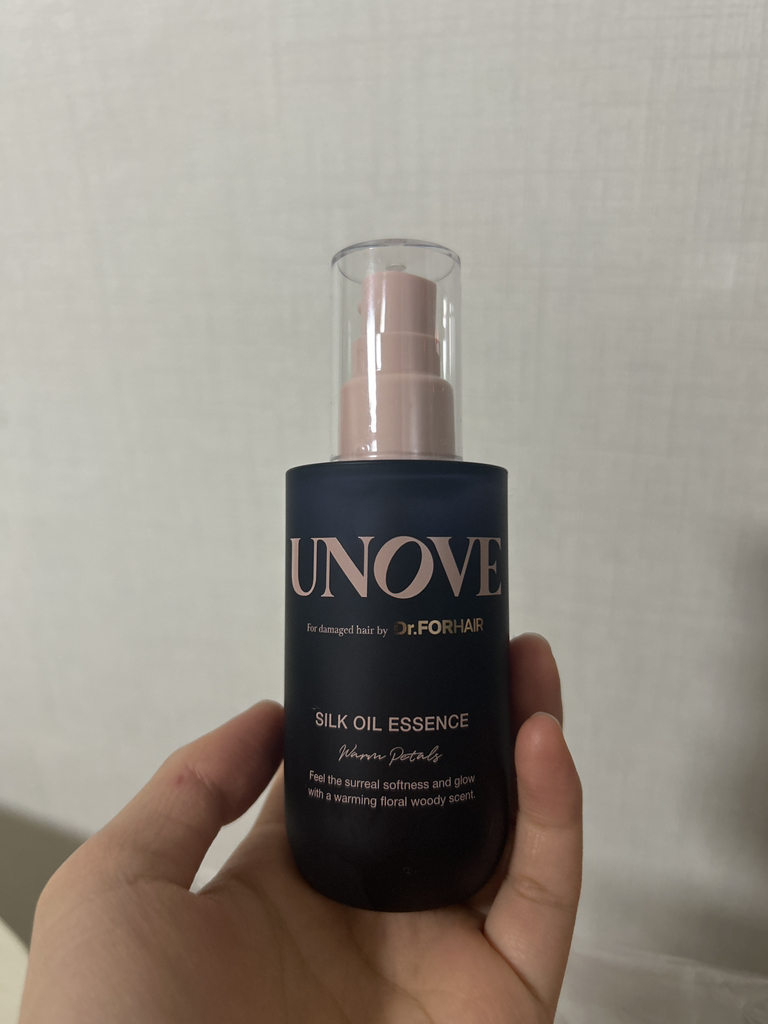 UNOVE
For damaged hair by Dr.FORHAIR
SILK OIL ESSENCE
Warm Petals
Feel the surreal softness and glow
with a warming floral woody scent.